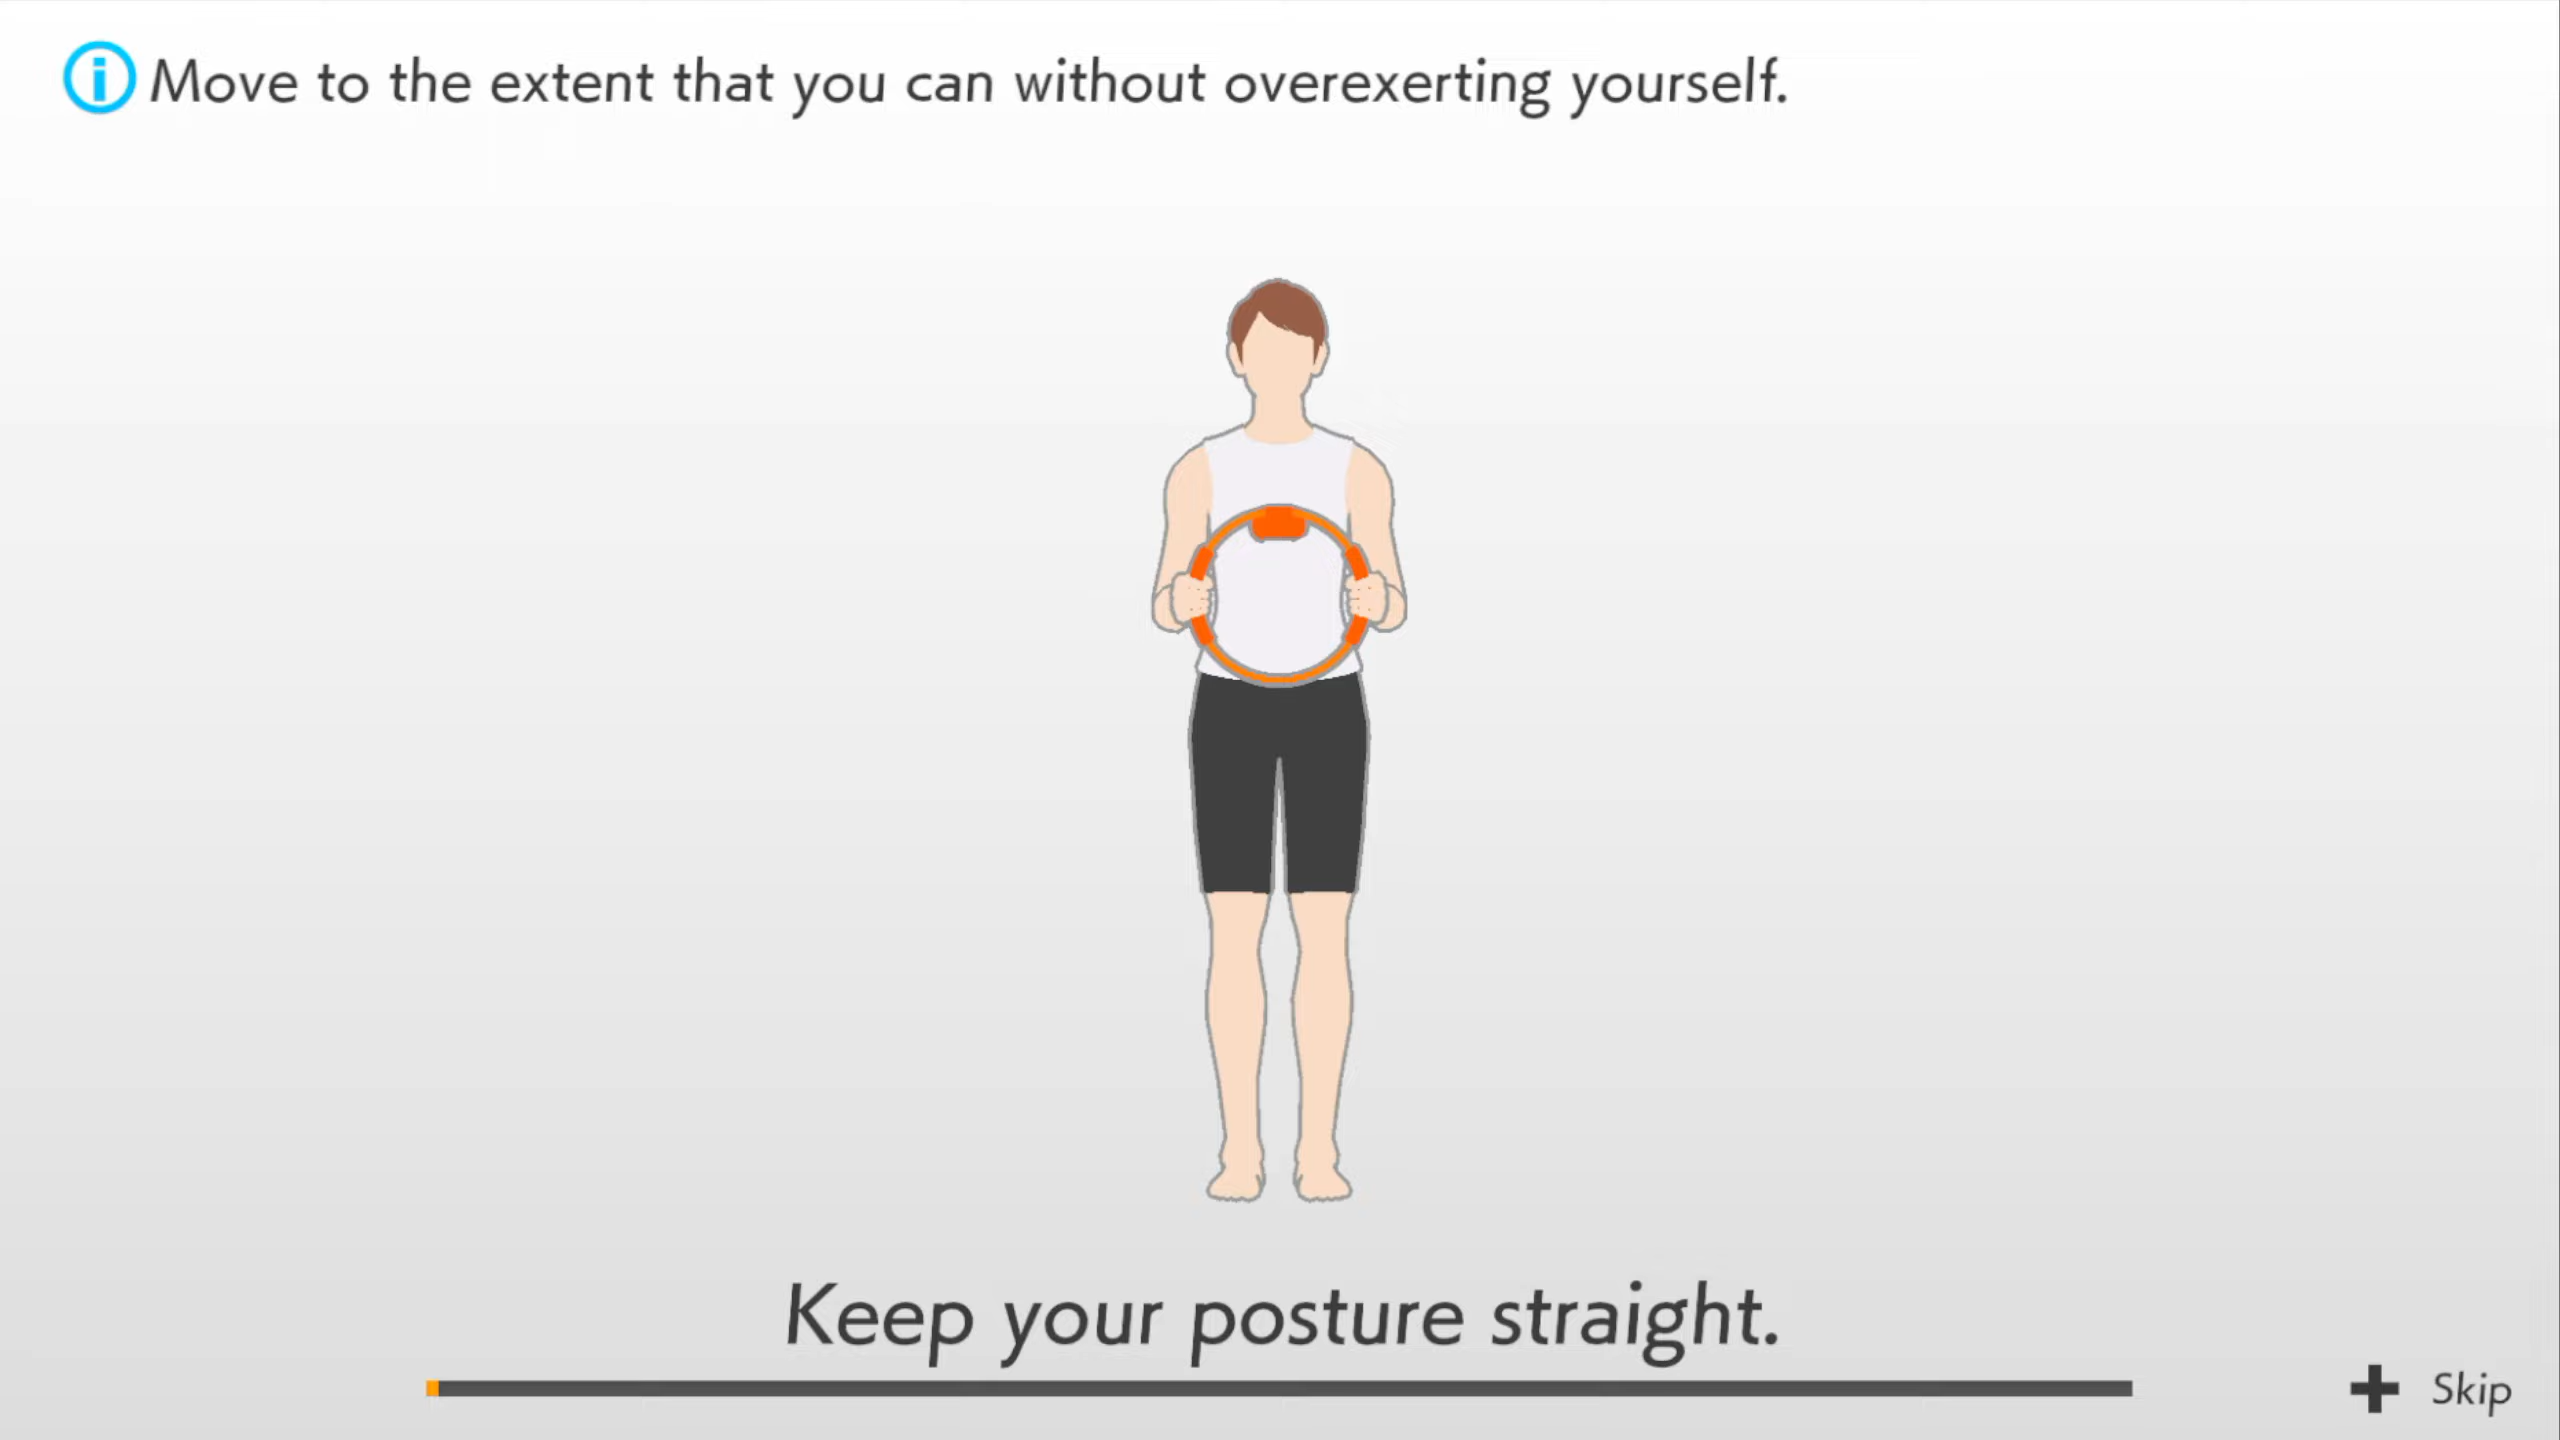 Move to the extent that you can without overexerting yourself.
Keep your posture straight.
Skip